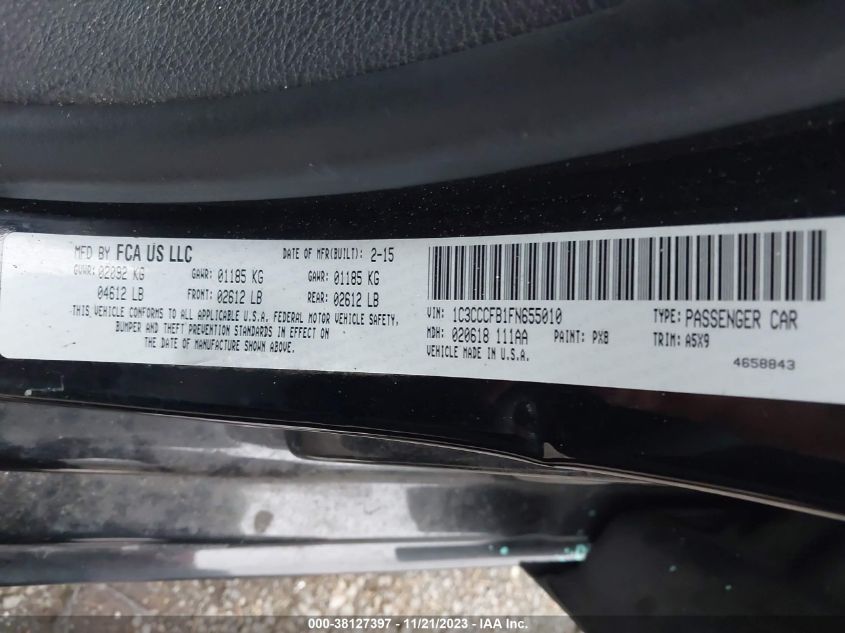 MFD BY FCA US LLC DATE OF MFR(BUILT): 2-15
GVWR: 02092 KG GAWR: 01185 KG GAWR: 01185 KG
04612 LB FRONT: 02612 LB REAR: 02612 LB
THIS VEHICLE CONFORMS TO ALL APPLICABLE U.S.A. FEDERAL MOTOR VEHICLE SAFETY,
BUMPER AND THEFT PREVENTION STANDARDS IN EFFECT ON
THE DATE OF MANUFACTURE SHOWN ABOVE.
VIN: 1C3CCCFB1FN655010 TYPE: PASSENGER CAR
MDH: 020618 111AA PAINT: PX8 TRIM: A5X9
VEHICLE MADE IN U.S.A.
4658843
000-38127397 - 11/21/2023 - IAA Inc.